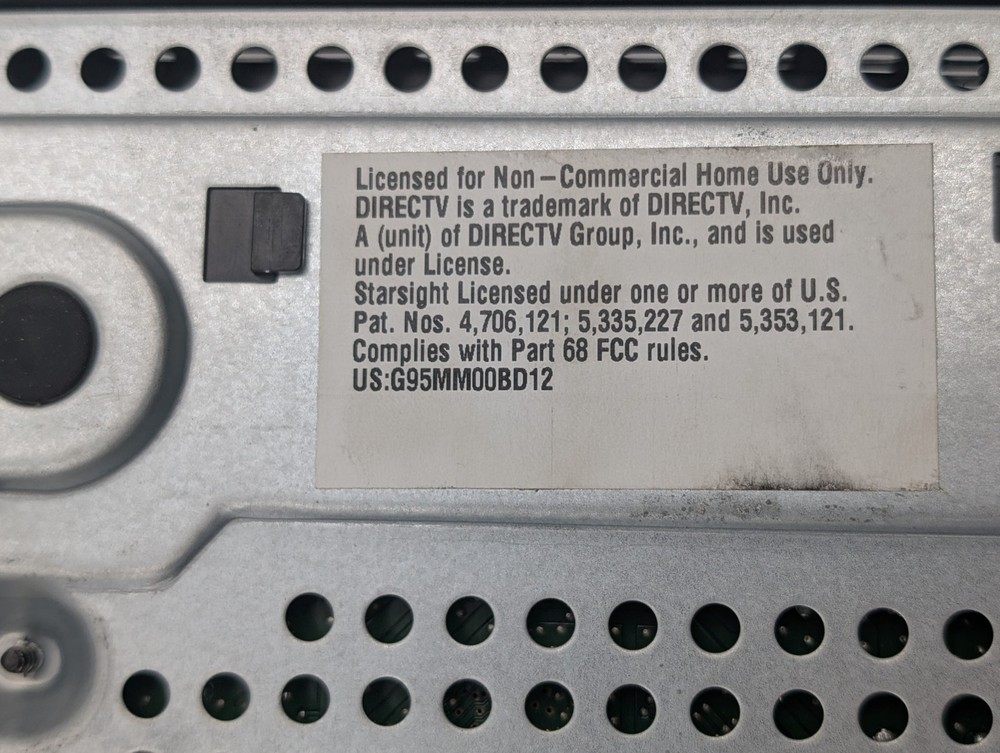 Licensed for Non-Commercial Home Use Only.
DIRECTV is a trademark of DIRECTV, Inc.
A (unit) of DIRECTV Group, Inc., and is used
under License.
Starsight Licensed under one or more of U.S.
Pat. Nos. 4,706,121; 5,335,227 and 5,353,121.
Complies with Part 68 FCC rules.
US:G95MM00BD12